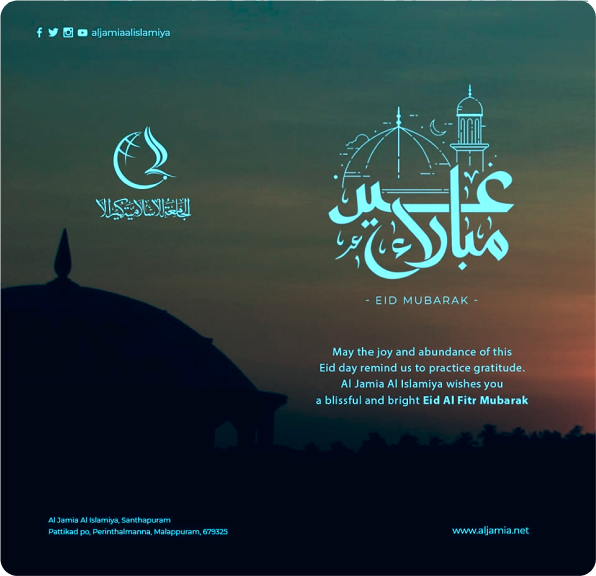 aljamiaalislamiya
الجامعة الاسلامية كيرالا
عيد
مبارك
- EID MUBARAK -
May the joy and abundance of this
Eid day remind us to practice gratitude.
Al Jamia Al Islamiya wishes you
a blissful and bright Eid Al Fitr Mubarak
Al Jamia Al Islamiya, Santhapuram
Pattikad po, Perinthalmanna, Malappuram, 679325
www.aljamia.net